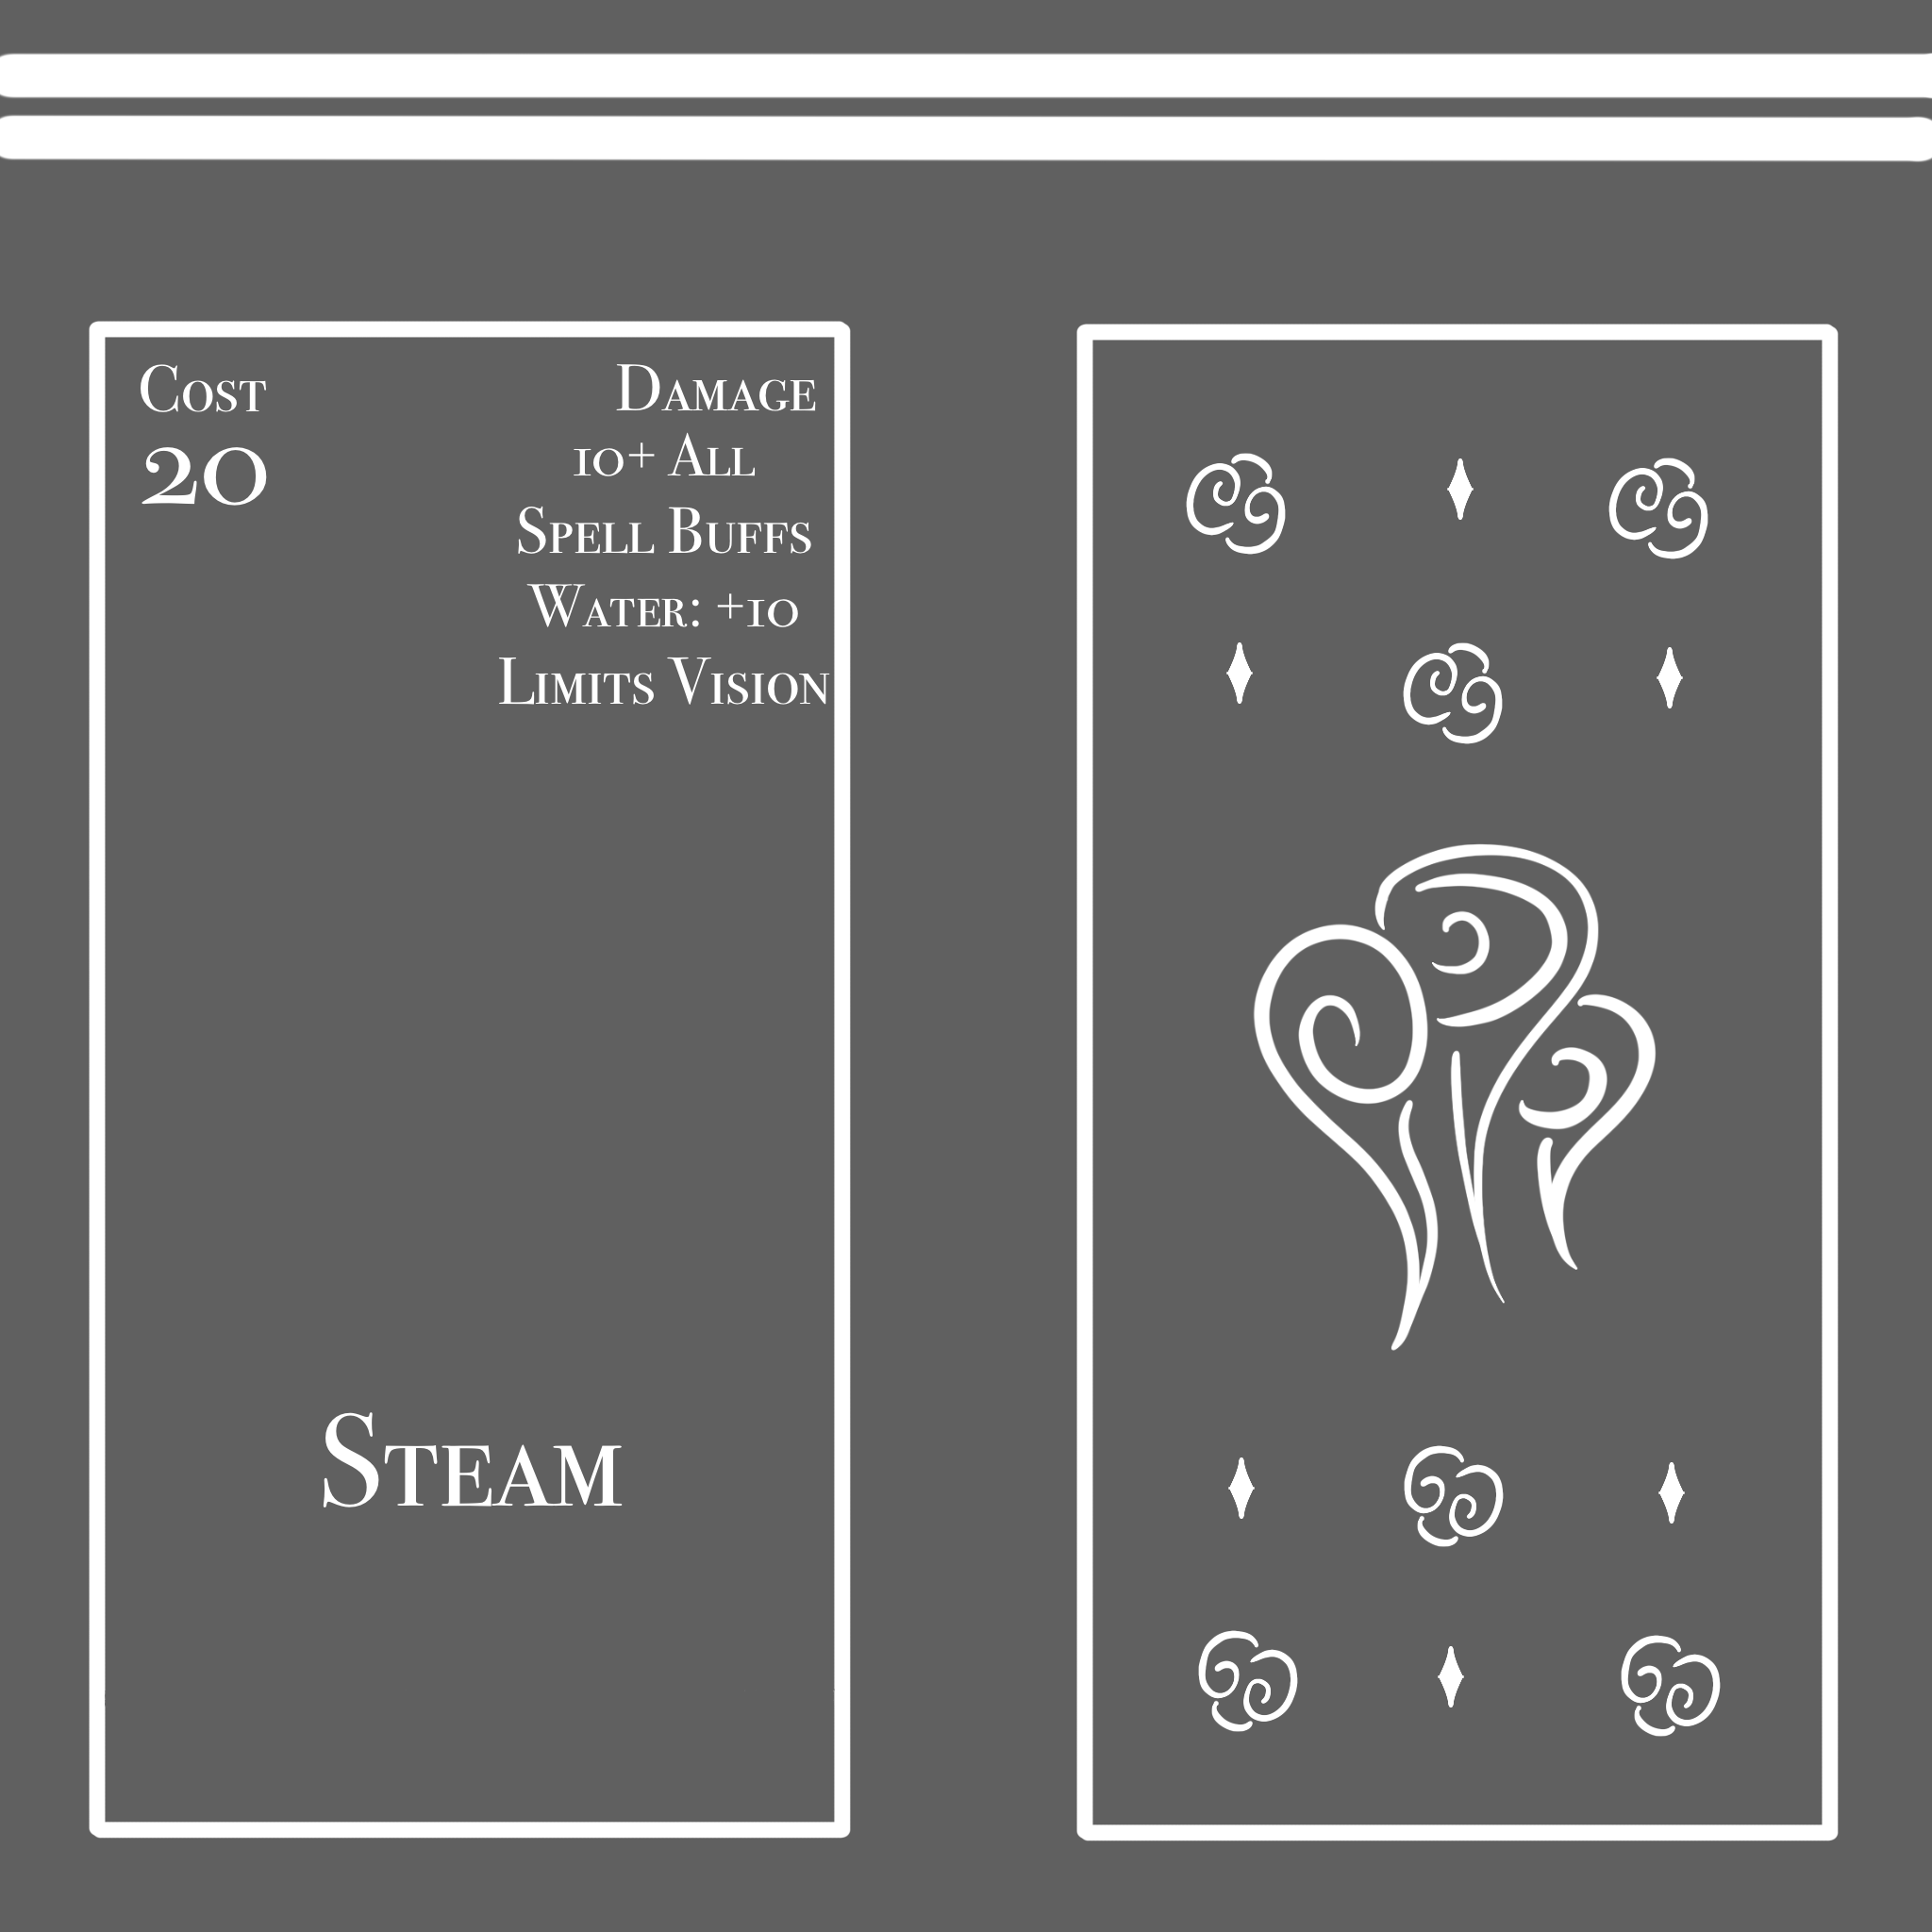 Cost
Damage
20
10+ All
Spell Buffs
Water: +10
Limits Vision
Steam